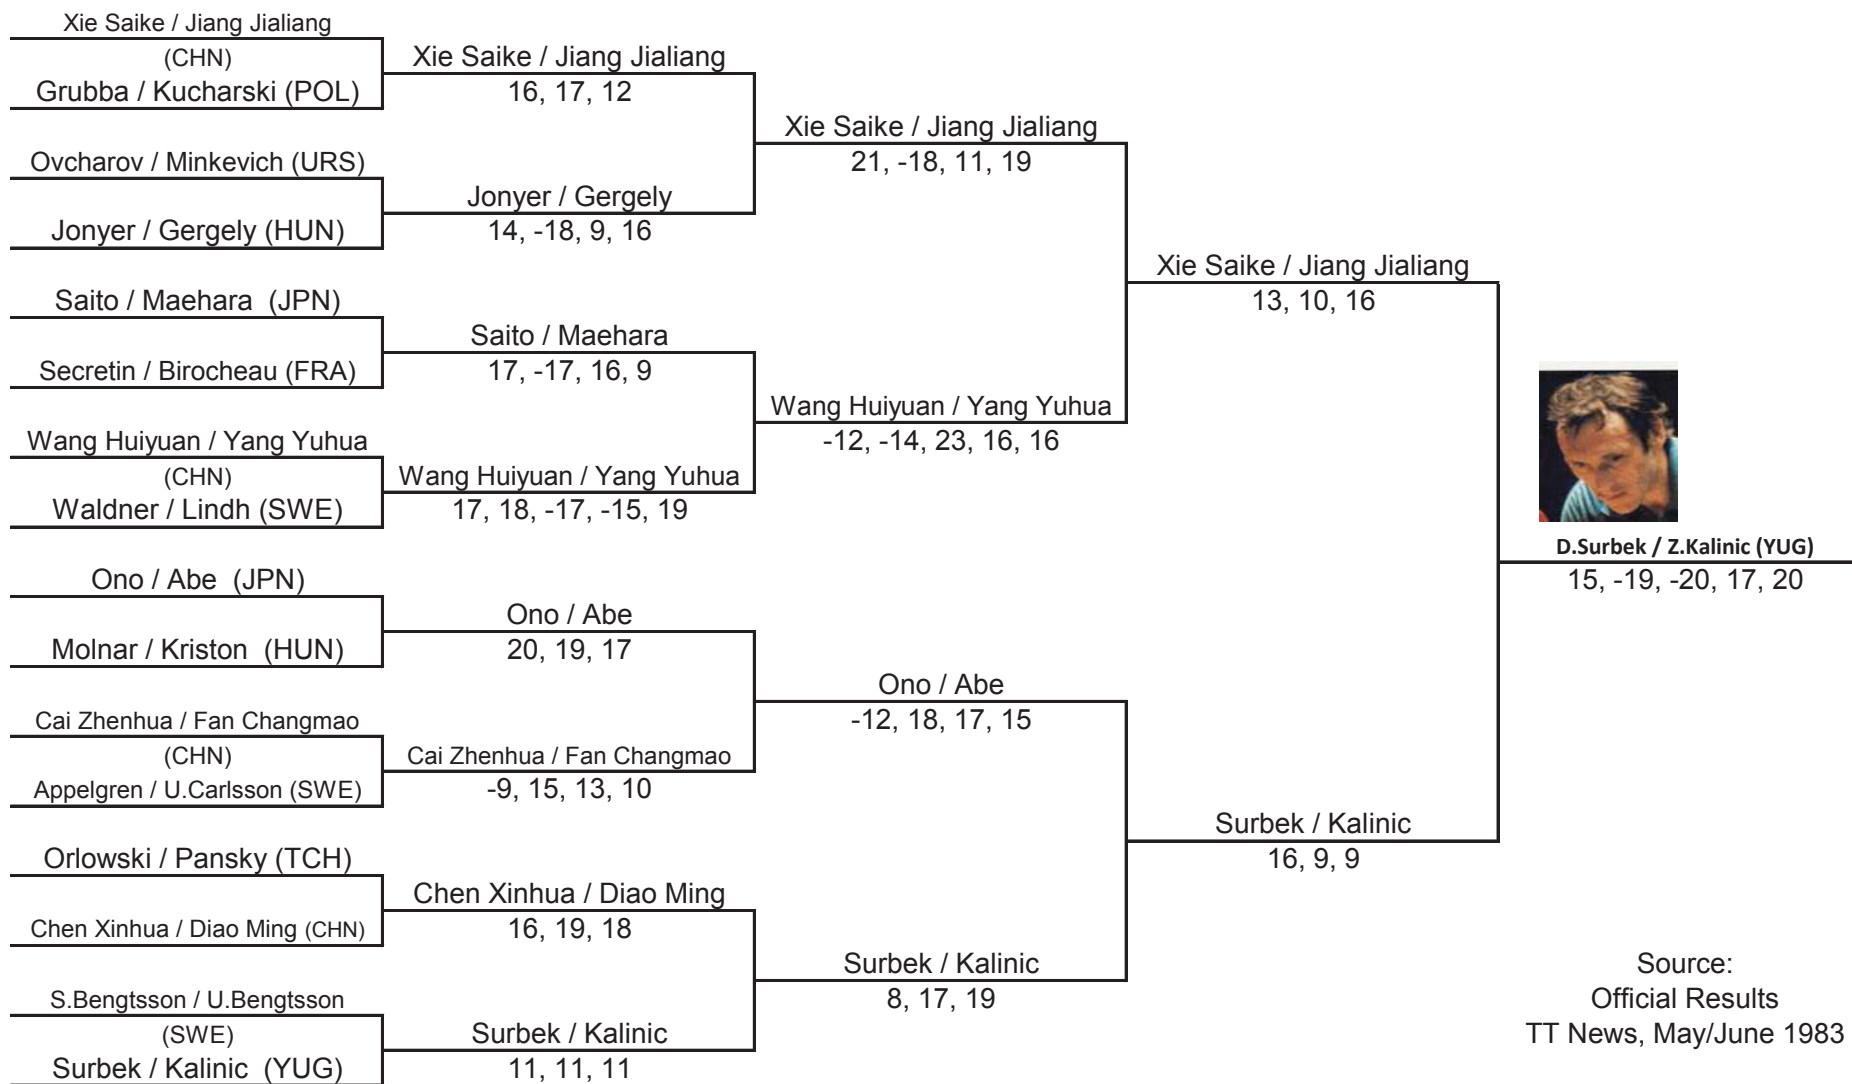 Xie Saike / Jiang Jialiang
(CHN)
Grubba / Kucharski (POL)
Ovcharov / Minkevich (URS)
Jonyer / Gergely (HUN)
Saito / Maehara (JPN)
Secretin / Birocheau (FRA)
Wang Huiyuan / Yang Yuhua
(CHN)
Waldner / Lindh (SWE)
Ono / Abe (JPN)
Molnar / Kriston (HUN)
Cai Zhenhua / Fan Changmao
(CHN)
Appelgren / U.Carlsson (SWE)
Orlowski / Pansky (TCH)
Chen Xinhua / Diao Ming (CHN)
S.Bengtsson / U.Bengtsson
(SWE)
Surbek / Kalinic (YUG)
Xie Saike / Jiang Jialiang
16, 17, 12
Jonyer / Gergely
14, -18, 9, 16
Saito / Maehara
17, -17, 16, 9
Wang Huiyuan / Yang Yuhua
17, 18, -17, -15, 19
Ono / Abe
20, 19, 17
Cai Zhenhua / Fan Changmao
-9, 15, 13, 10
Chen Xinhua / Diao Ming
16, 19, 18
Surbek / Kalinic
11, 11, 11
Xie Saike / Jiang Jialiang
21, -18, 11, 19
Wang Huiyuan / Yang Yuhua
-12, -14, 23, 16, 16
Ono / Abe
-12, 18, 17, 15
Surbek / Kalinic
8, 17, 19
Xie Saike / Jiang Jialiang
13, 10, 16
Surbek / Kalinic
16, 9, 9
D.Surbek / Z.Kalinic (YUG)
15, -19, -20, 17, 20
Source:
Official Results
TT News, May/June 1983